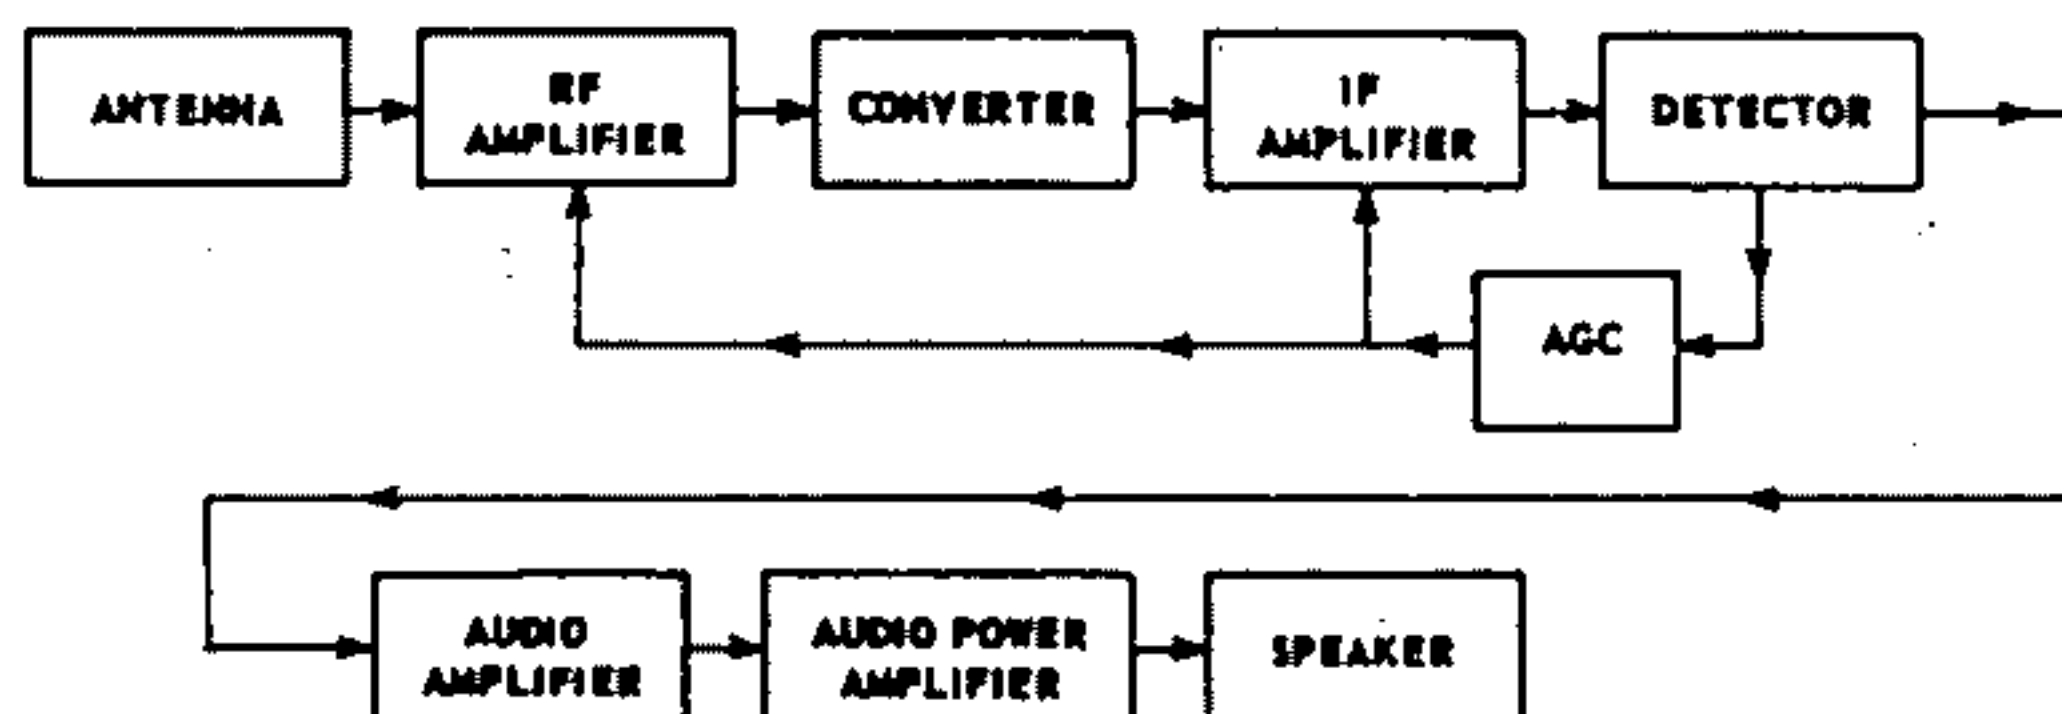 ANTENNA
RF
AMPLIFIER
CONVERTER
IF
AMPLIFIER
DETECTOR
AGC
AUDIO
AMPLIFIER
AUDIO POWER
AMPLIFIER
SPEAKER